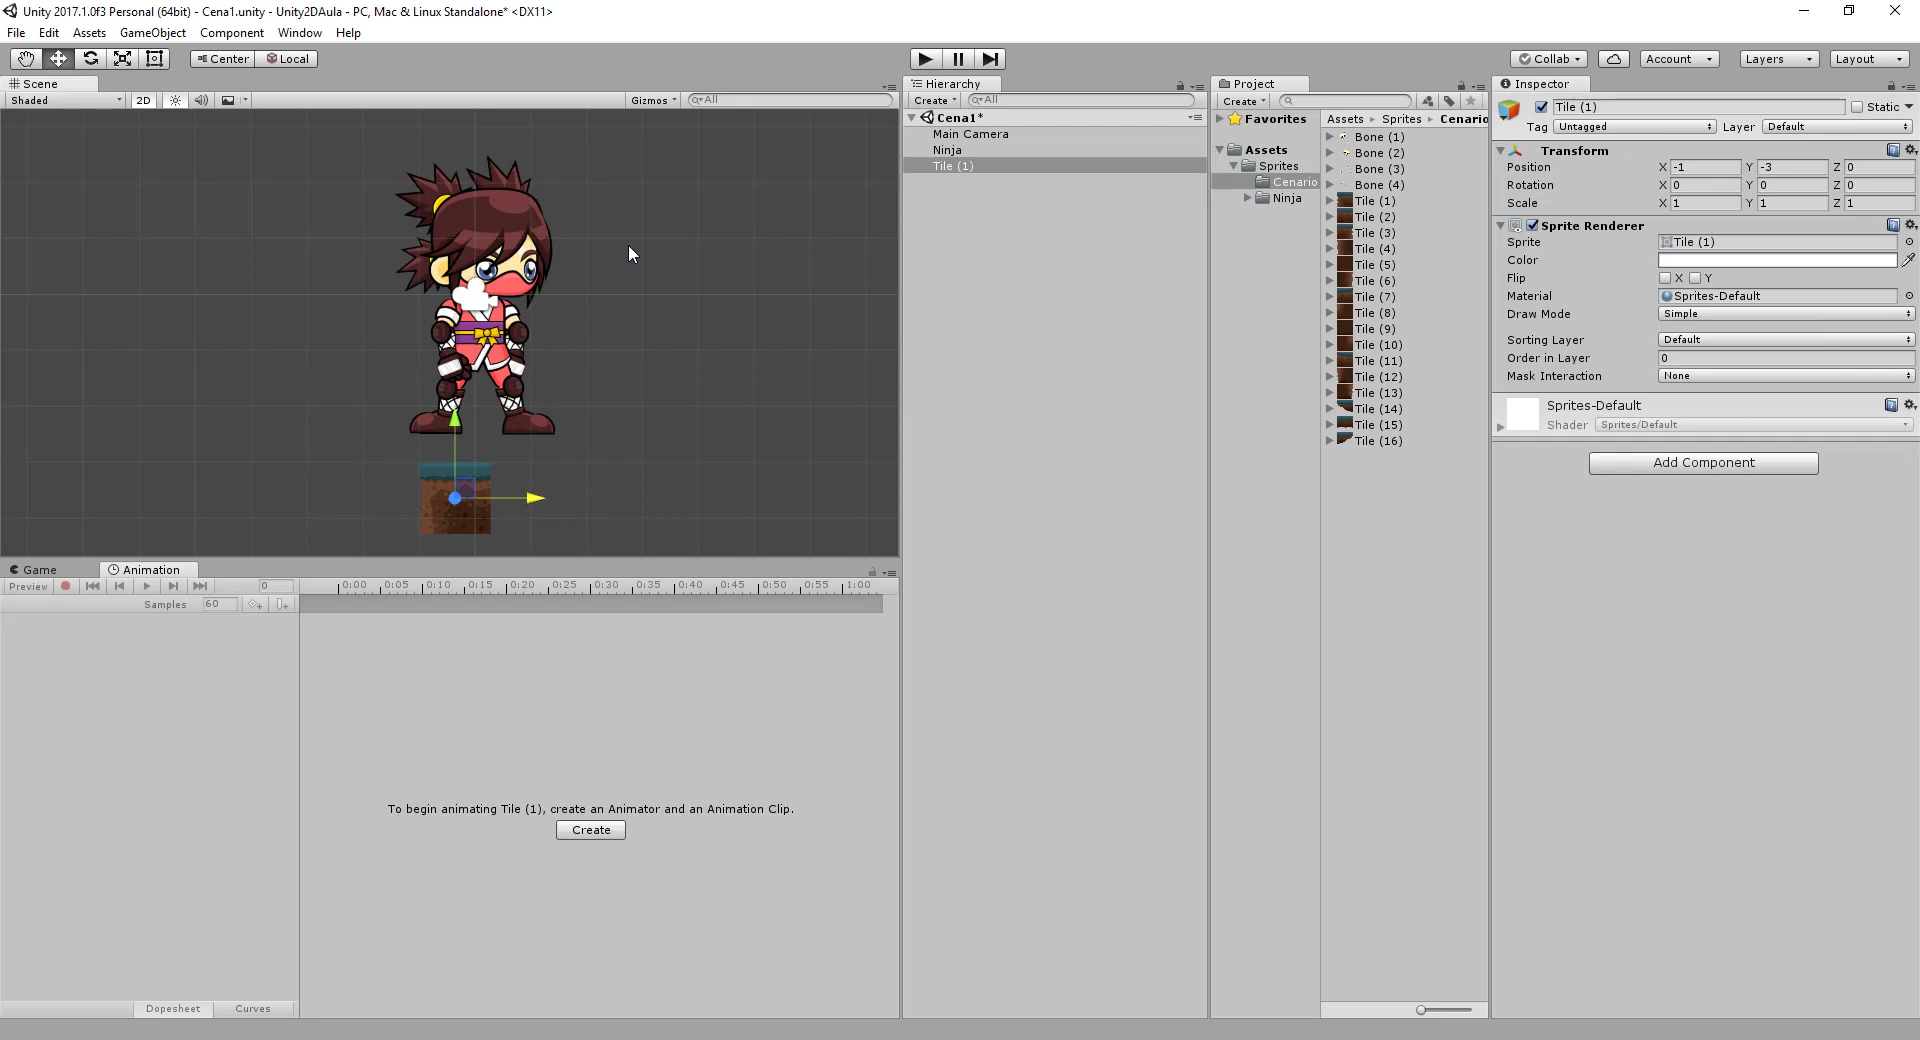 Unity 2017.1.0f3 Personal (64bit) - Cena1.unity - Unity2DAula - PC, Mac & Linux Standalone* <DX11>
File Edit Assets GameObject Component Window Help
Center Local
Collab Account Layers Layout
Scene
Shaded 2D Gizmos All
Hierarchy
Create All
Cena1*
Main Camera
Ninja
Tile (1)
Project
Create
Favorites
Assets
Sprites
Cenario
Ninja
Assets Sprites Cenario
Bone (1)
Bone (2)
Bone (3)
Bone (4)
Tile (1)
Tile (2)
Tile (3)
Tile (4)
Tile (5)
Tile (6)
Tile (7)
Tile (8)
Tile (9)
Tile (10)
Tile (11)
Tile (12)
Tile (13)
Tile (14)
Tile (15)
Tile (16)
Inspector
Tile (1) Static
Tag Untagged Layer Default
Transform
Position X -1 Y -3 Z 0
Rotation X 0 Y 0 Z 0
Scale X 1 Y 1 Z 1
Sprite Renderer
Sprite Tile (1)
Color
Flip X Y
Material Sprites-Default
Draw Mode Simple
Sorting Layer Default
Order in Layer 0
Mask Interaction None
Sprites-Default
Shader Sprites/Default
Add Component
Game Animation
Preview 0 0:00 0:05 0:10 0:15 0:20 0:25 0:30 0:35 0:40 0:45 0:50 0:55 1:00
Samples 60
To begin animating Tile (1), create an Animator and an Animation Clip.
Create
Dopesheet Curves